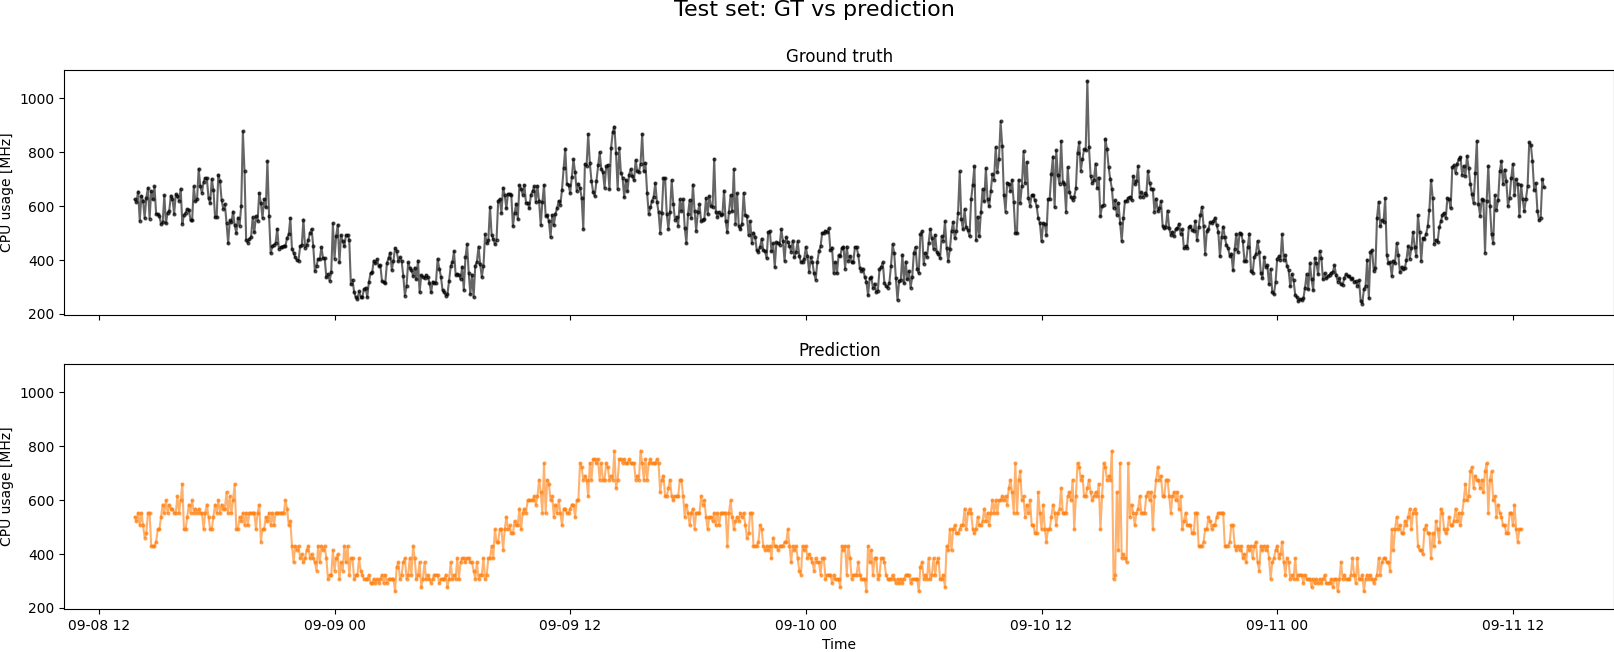 Test set: GT vs prediction
Ground truth
1000
800
600
400
200
CPU usage [MHz]
Prediction
1000
800
600
400
200
CPU usage [MHz]
09-08 12 09-09 00 09-09 12 09-10 00 09-10 12 09-11 00 09-11 12
Time